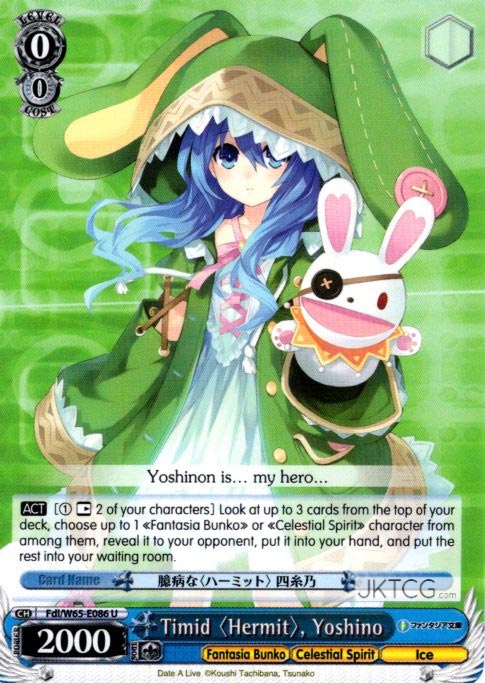 LEVEL
0
0
COST
Yoshinon is… my hero…
ACT [① 2 of your characters] Look at up to 3 cards from the top of your
deck, choose up to 1 «Fantasia Bunko» or «Celestial Spirit» character from
among them, reveal it to your opponent, put it into your hand, and put the
rest into your waiting room.
Card Name 臆病な〈ハーミット〉 四糸乃
JKTCG.com
CH Fdl/W65-E086 U
POWER 2000 SOUL Timid 〈Hermit〉, Yoshino ファンタジア文庫
Fantasia Bunko Celestial Spirit Ice
Date A Live ©Koushi Tachibana, Tsunako